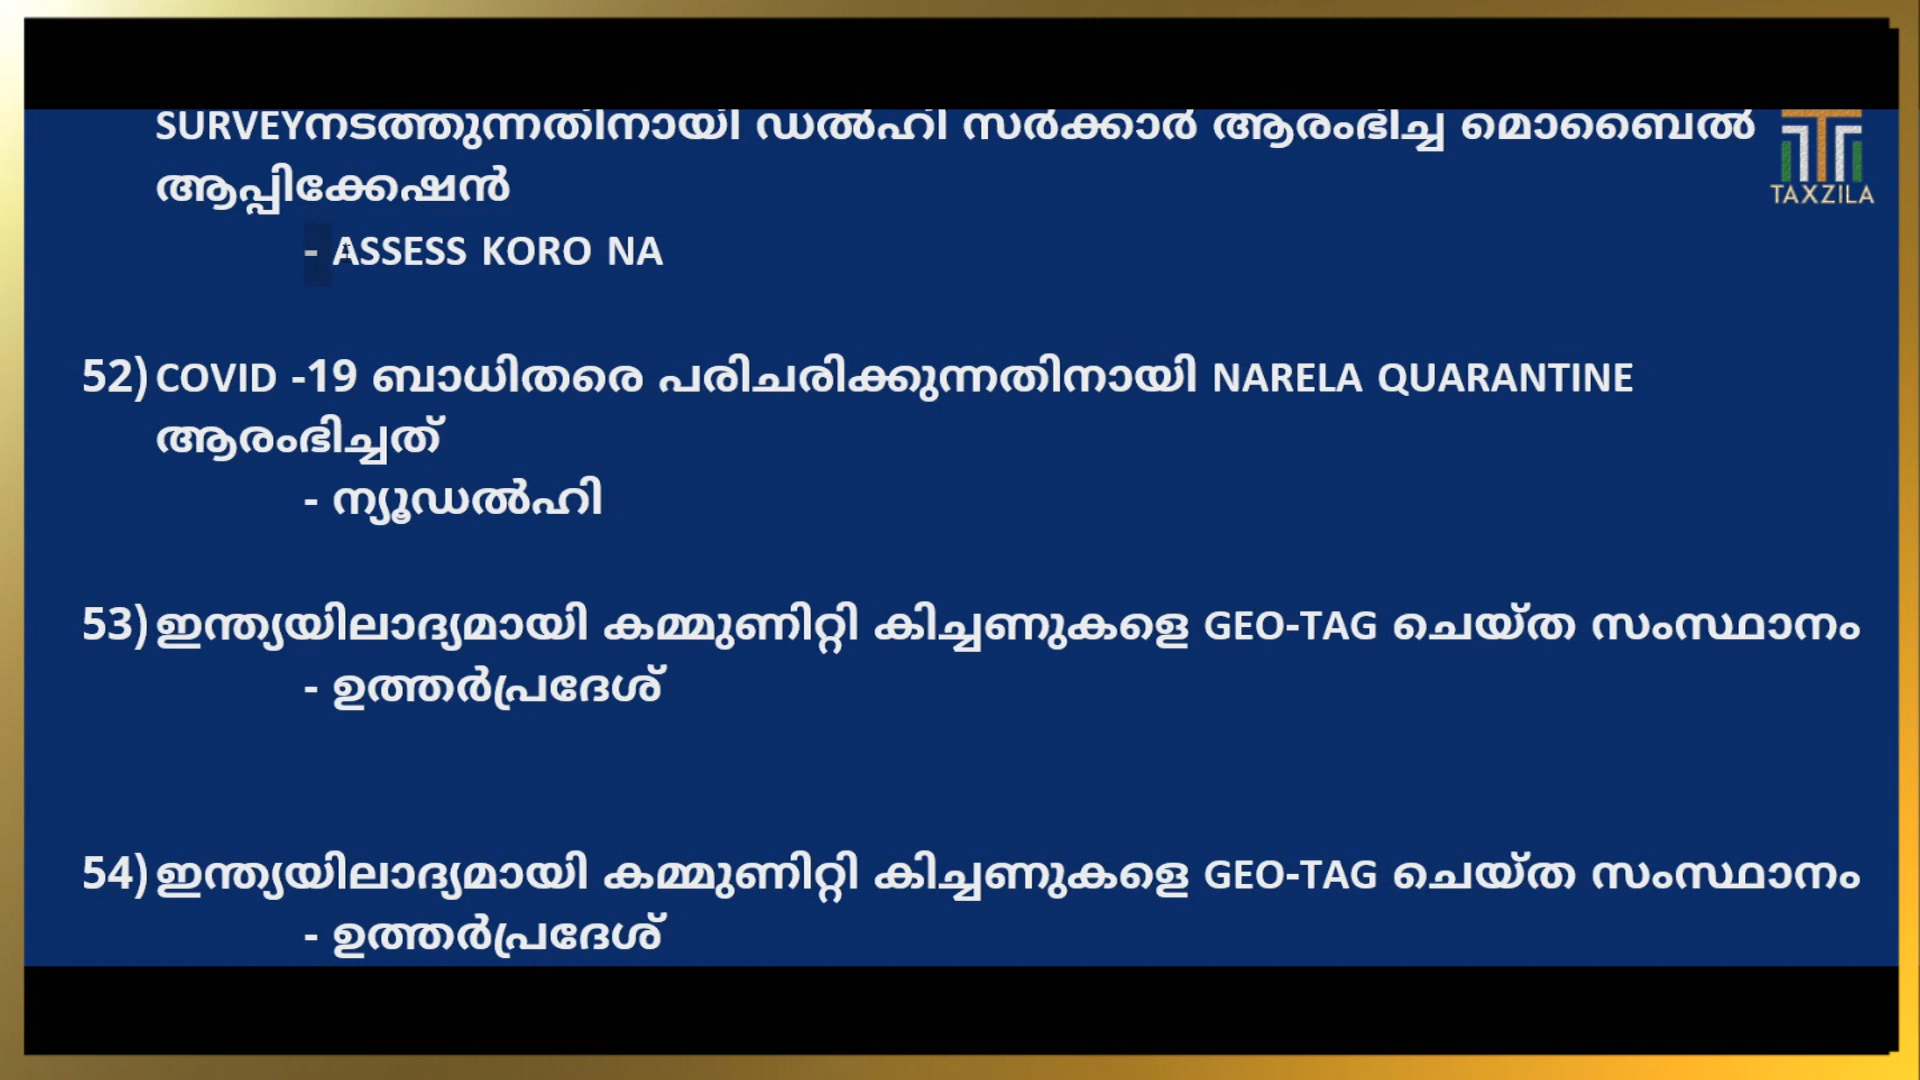 SURVEYനടത്തുന്നതിനായി ഡൽഹി സർക്കാർ ആരംഭിച്ച മൊബൈൽ
ആപ്പിക്കേഷൻ
- ASSESS KORO NA
TAXZILA
52) COVID -19 ബാധിതരെ പരിചരിക്കുന്നതിനായി NARELA QUARANTINE
ആരംഭിച്ചത്
- ന്യൂഡൽഹി
53) ഇന്ത്യയിലാദ്യമായി കമ്മുണിറ്റി കിച്ചണുകളെ GEO-TAG ചെയ്ത സംസ്ഥാനം
- ഉത്തർപ്രദേശ്
54) ഇന്ത്യയിലാദ്യമായി കമ്മുണിറ്റി കിച്ചണുകളെ GEO-TAG ചെയ്ത സംസ്ഥാനം
- ഉത്തർപ്രദേശ്